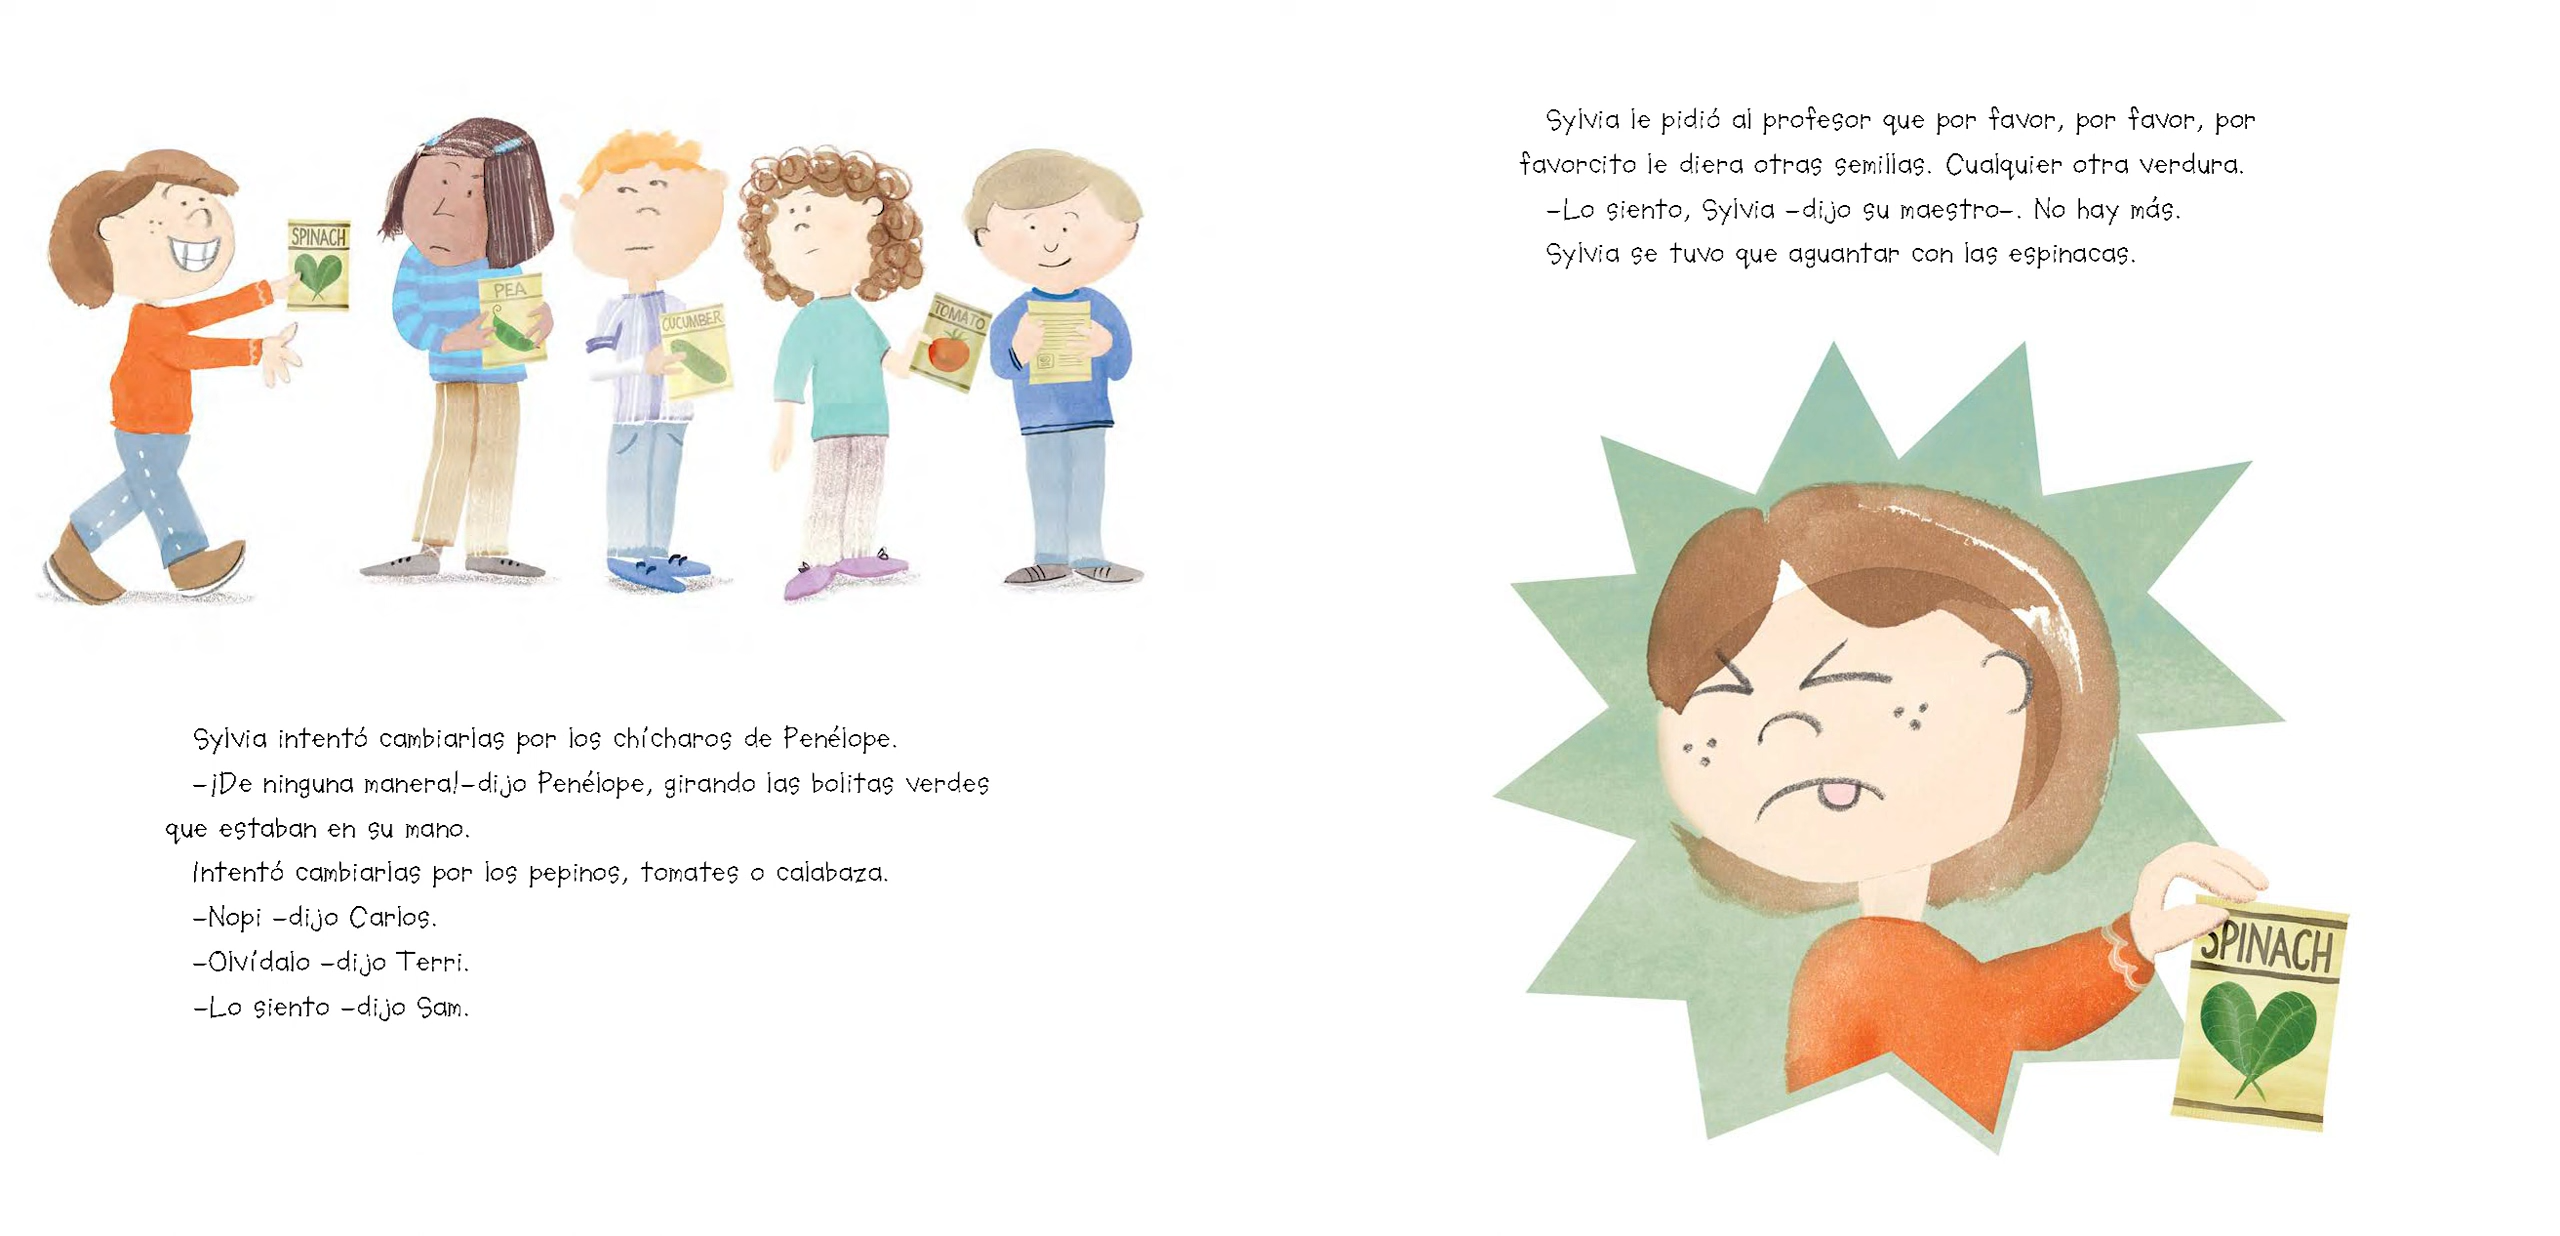 SPINACH
PEA
CUCUMBER
TOMATO
Sylvia intentó cambiarlas por los chícharos de Penélope.
–¡De ninguna manera!–dijo Penélope, girando las bolitas verdes
que estaban en su mano.
Intentó cambiarlas por los pepinos, tomates o calabaza.
–Nopi –dijo Carlos.
–Olvídalo –dijo Terri.
–Lo siento –dijo Sam.
Sylvia le pidió al profesor que por favor, por favor, por
favorcito le diera otras semillas. Cualquier otra verdura.
–Lo siento, Sylvia –dijo su maestro–. No hay más.
Sylvia se tuvo que aguantar con las espinacas.
SPINACH